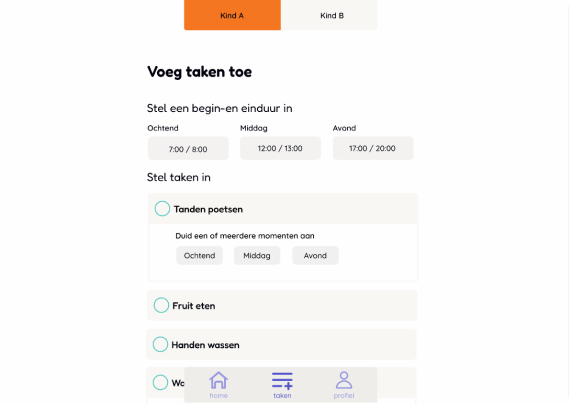 Kind A Kind B
Voeg taken toe
Stel een begin-en einduur in
Ochtend Middag Avond
7:00 / 8:00 12:00 / 13:00 17:00 / 20:00
Stel taken in
Tanden poetsen
Duid een of meerdere momenten aan
Ochtend Middag Avond
Fruit eten
Handen wassen
home taken profiel